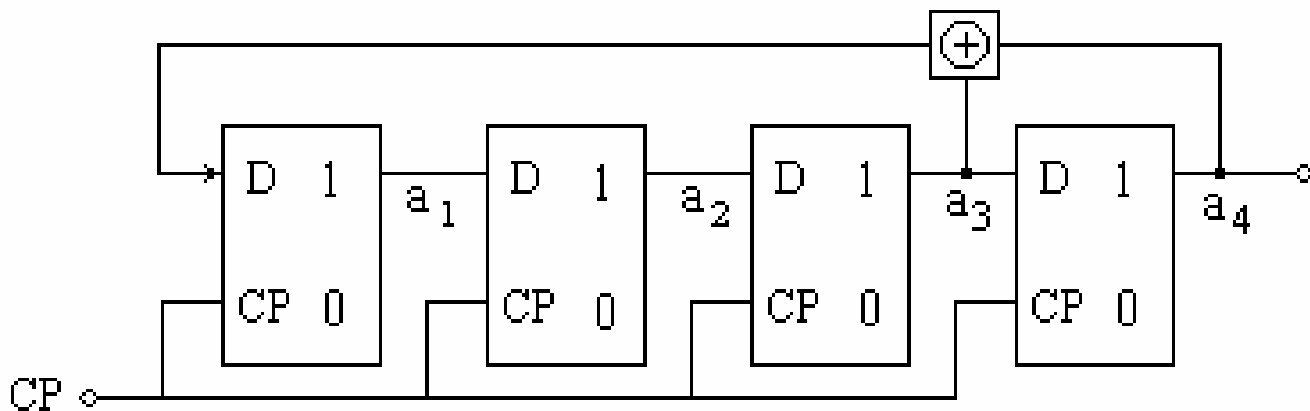 ⊕
D 1 D 1 D 1 D 1
a1 a2 a3 a4
CP 0 CP 0 CP 0 CP 0
CP